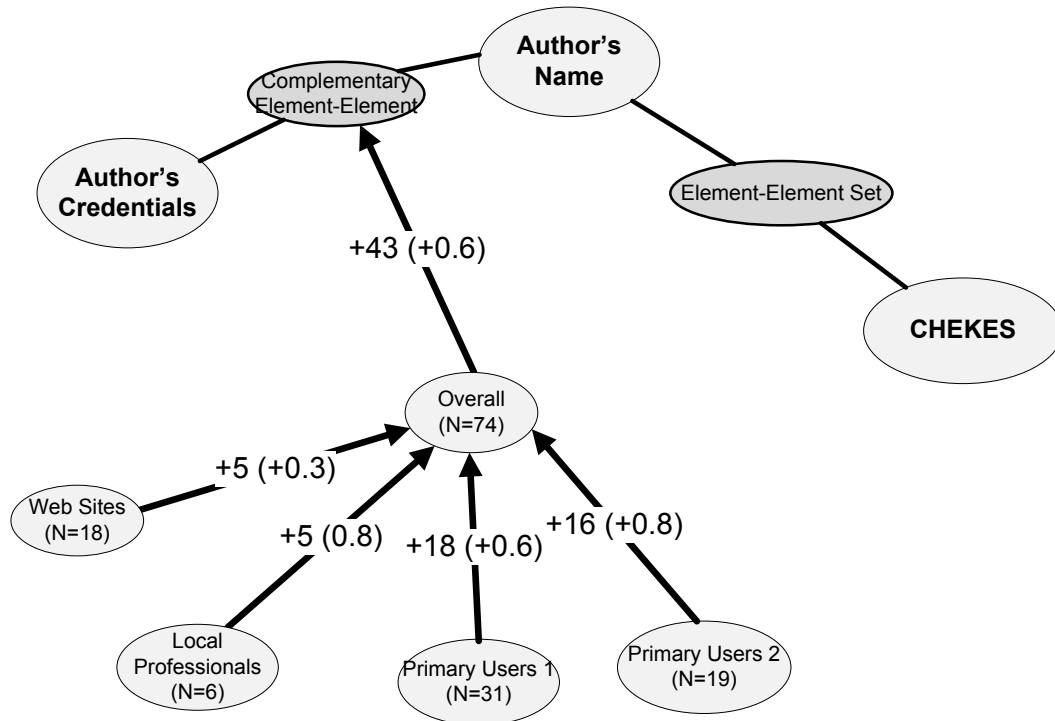 Author’s
Name
Complementary
Element-Element
Author’s
Credentials
Element-Element Set
+43 (+0.6)
CHEKES
Overall
(N=74)
+5 (+0.3)
Web Sites
(N=18)
+5 (0.8)
+18 (+0.6)
+16 (+0.8)
Local
Professionals
(N=6)
Primary Users 1
(N=31)
Primary Users 2
(N=19)